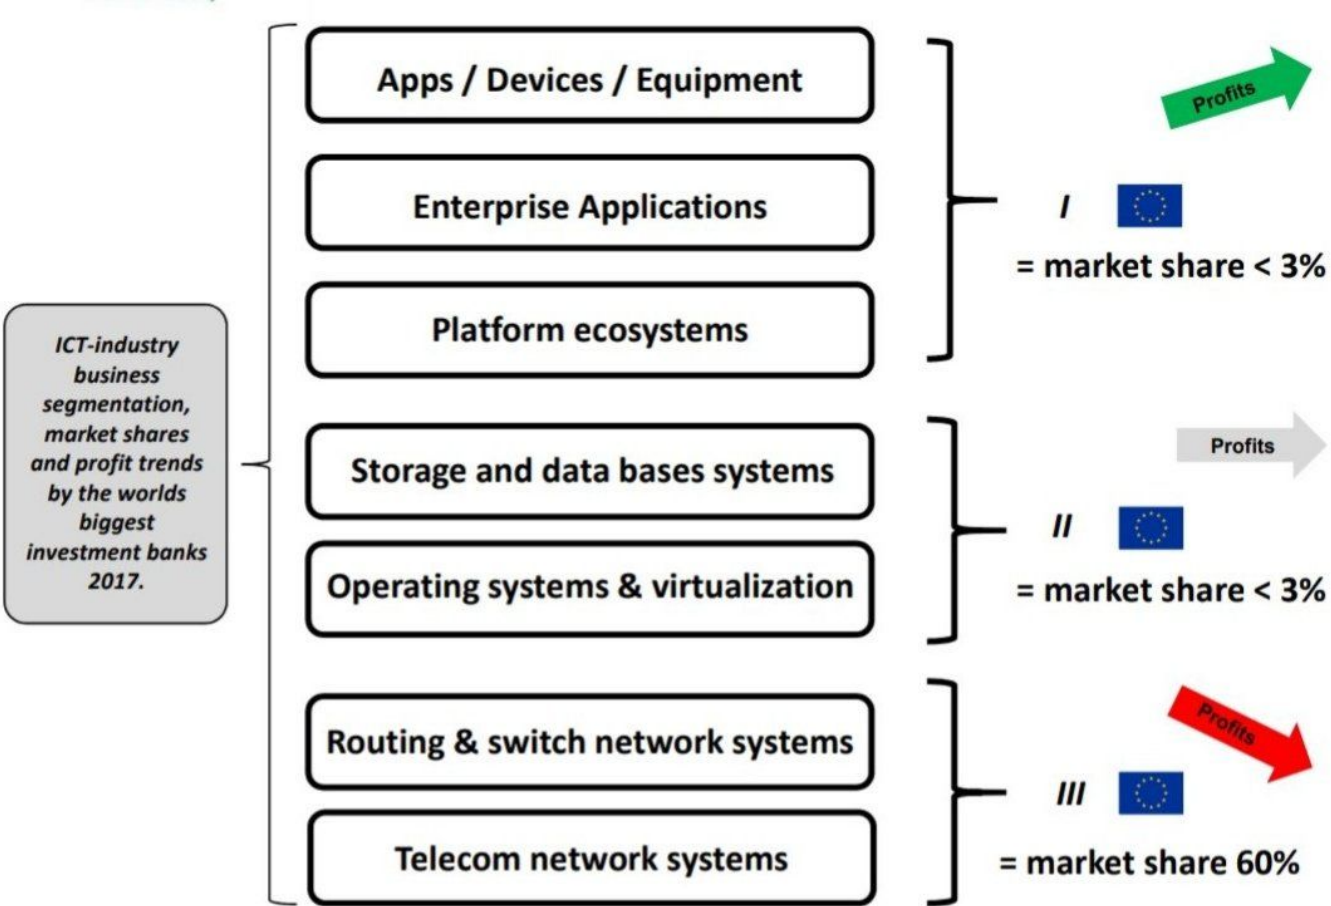 Apps / Devices / Equipment
Enterprise Applications
Platform ecosystems
Profits
I
= market share < 3%
ICT-industry
business
segmentation,
market shares
and profit trends
by the worlds
biggest
investment banks
2017.
Storage and data bases systems
Operating systems & virtualization
Profits
II
= market share < 3%
Routing & switch network systems
Telecom network systems
Profits
III
= market share 60%